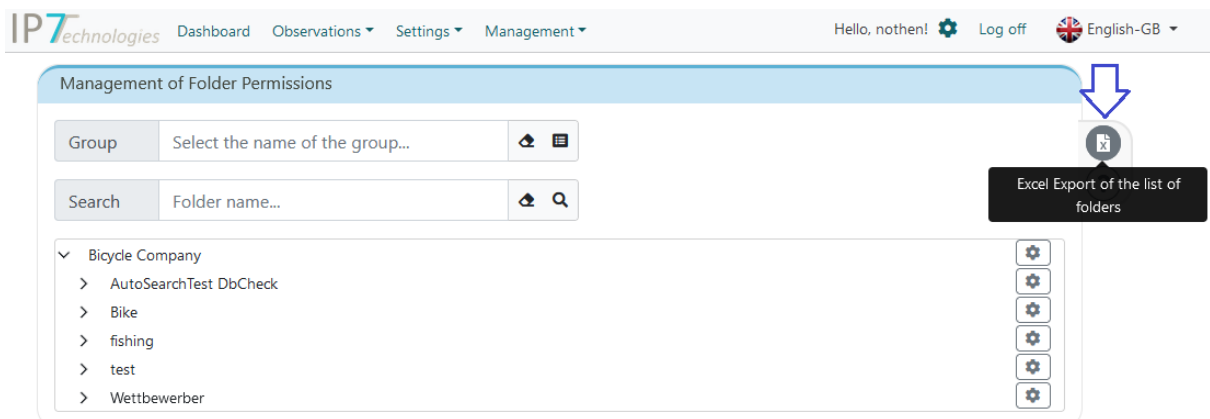 IP7Technologies Dashboard Observations Settings Management Hello, nothen! Log off English-GB
Management of Folder Permissions
Group Select the name of the group...
Excel Export of the list of
folders
Search Folder name...
Bicycle Company
AutoSearchTest DbCheck
Bike
fishing
test
Wettbewerber